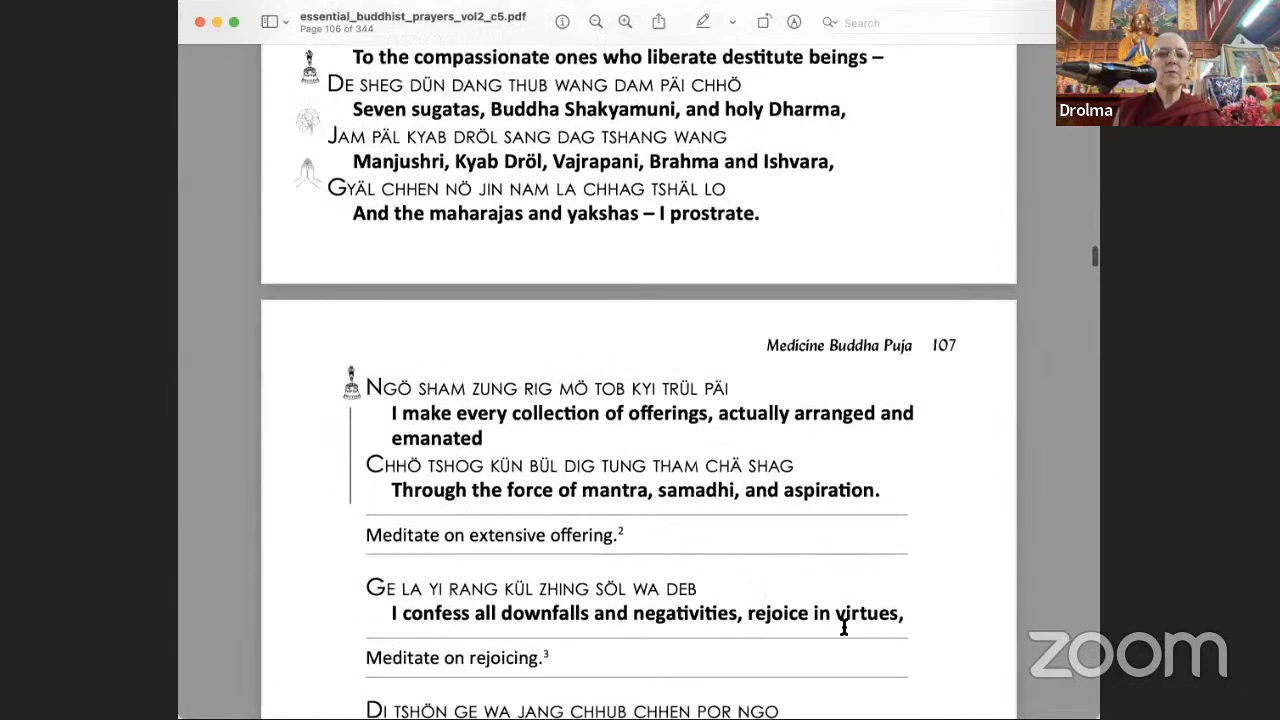 essential_buddhist_prayers_vol2_c5.pdf
Page 106 of 344
Search
Drolma
To the compassionate ones who liberate destitute beings –
DE SHEG DÜN DANG THUB WANG DAM PÄI CHHÖ
Seven sugatas, Buddha Shakyamuni, and holy Dharma,
JAM PÄL KYAB DRÖL SANG DAG TSHANG WANG
Manjushri, Kyab Dröl, Vajrapani, Brahma and Ishvara,
GYÄL CHHEN NÖ JIN NAM LA CHHAG TSHÄL LO
And the maharajas and yakshas – I prostrate.
Medicine Buddha Puja 107
NGÖ SHAM ZUNG RIG MÖ TOB KYI TRÜL PÄI
I make every collection of offerings, actually arranged and
emanated
CHHÖ TSHOG KÜN BÜL DIG TUNG THAM CHÄ SHAG
Through the force of mantra, samadhi, and aspiration.
Meditate on extensive offering.2
GE LA YI RANG KÜL ZHING SÖL WA DEB
I confess all downfalls and negativities, rejoice in virtues,
Meditate on rejoicing.3
DI TSHÖN GE WA JANG CHHUB CHHEN POR NGO
zoom